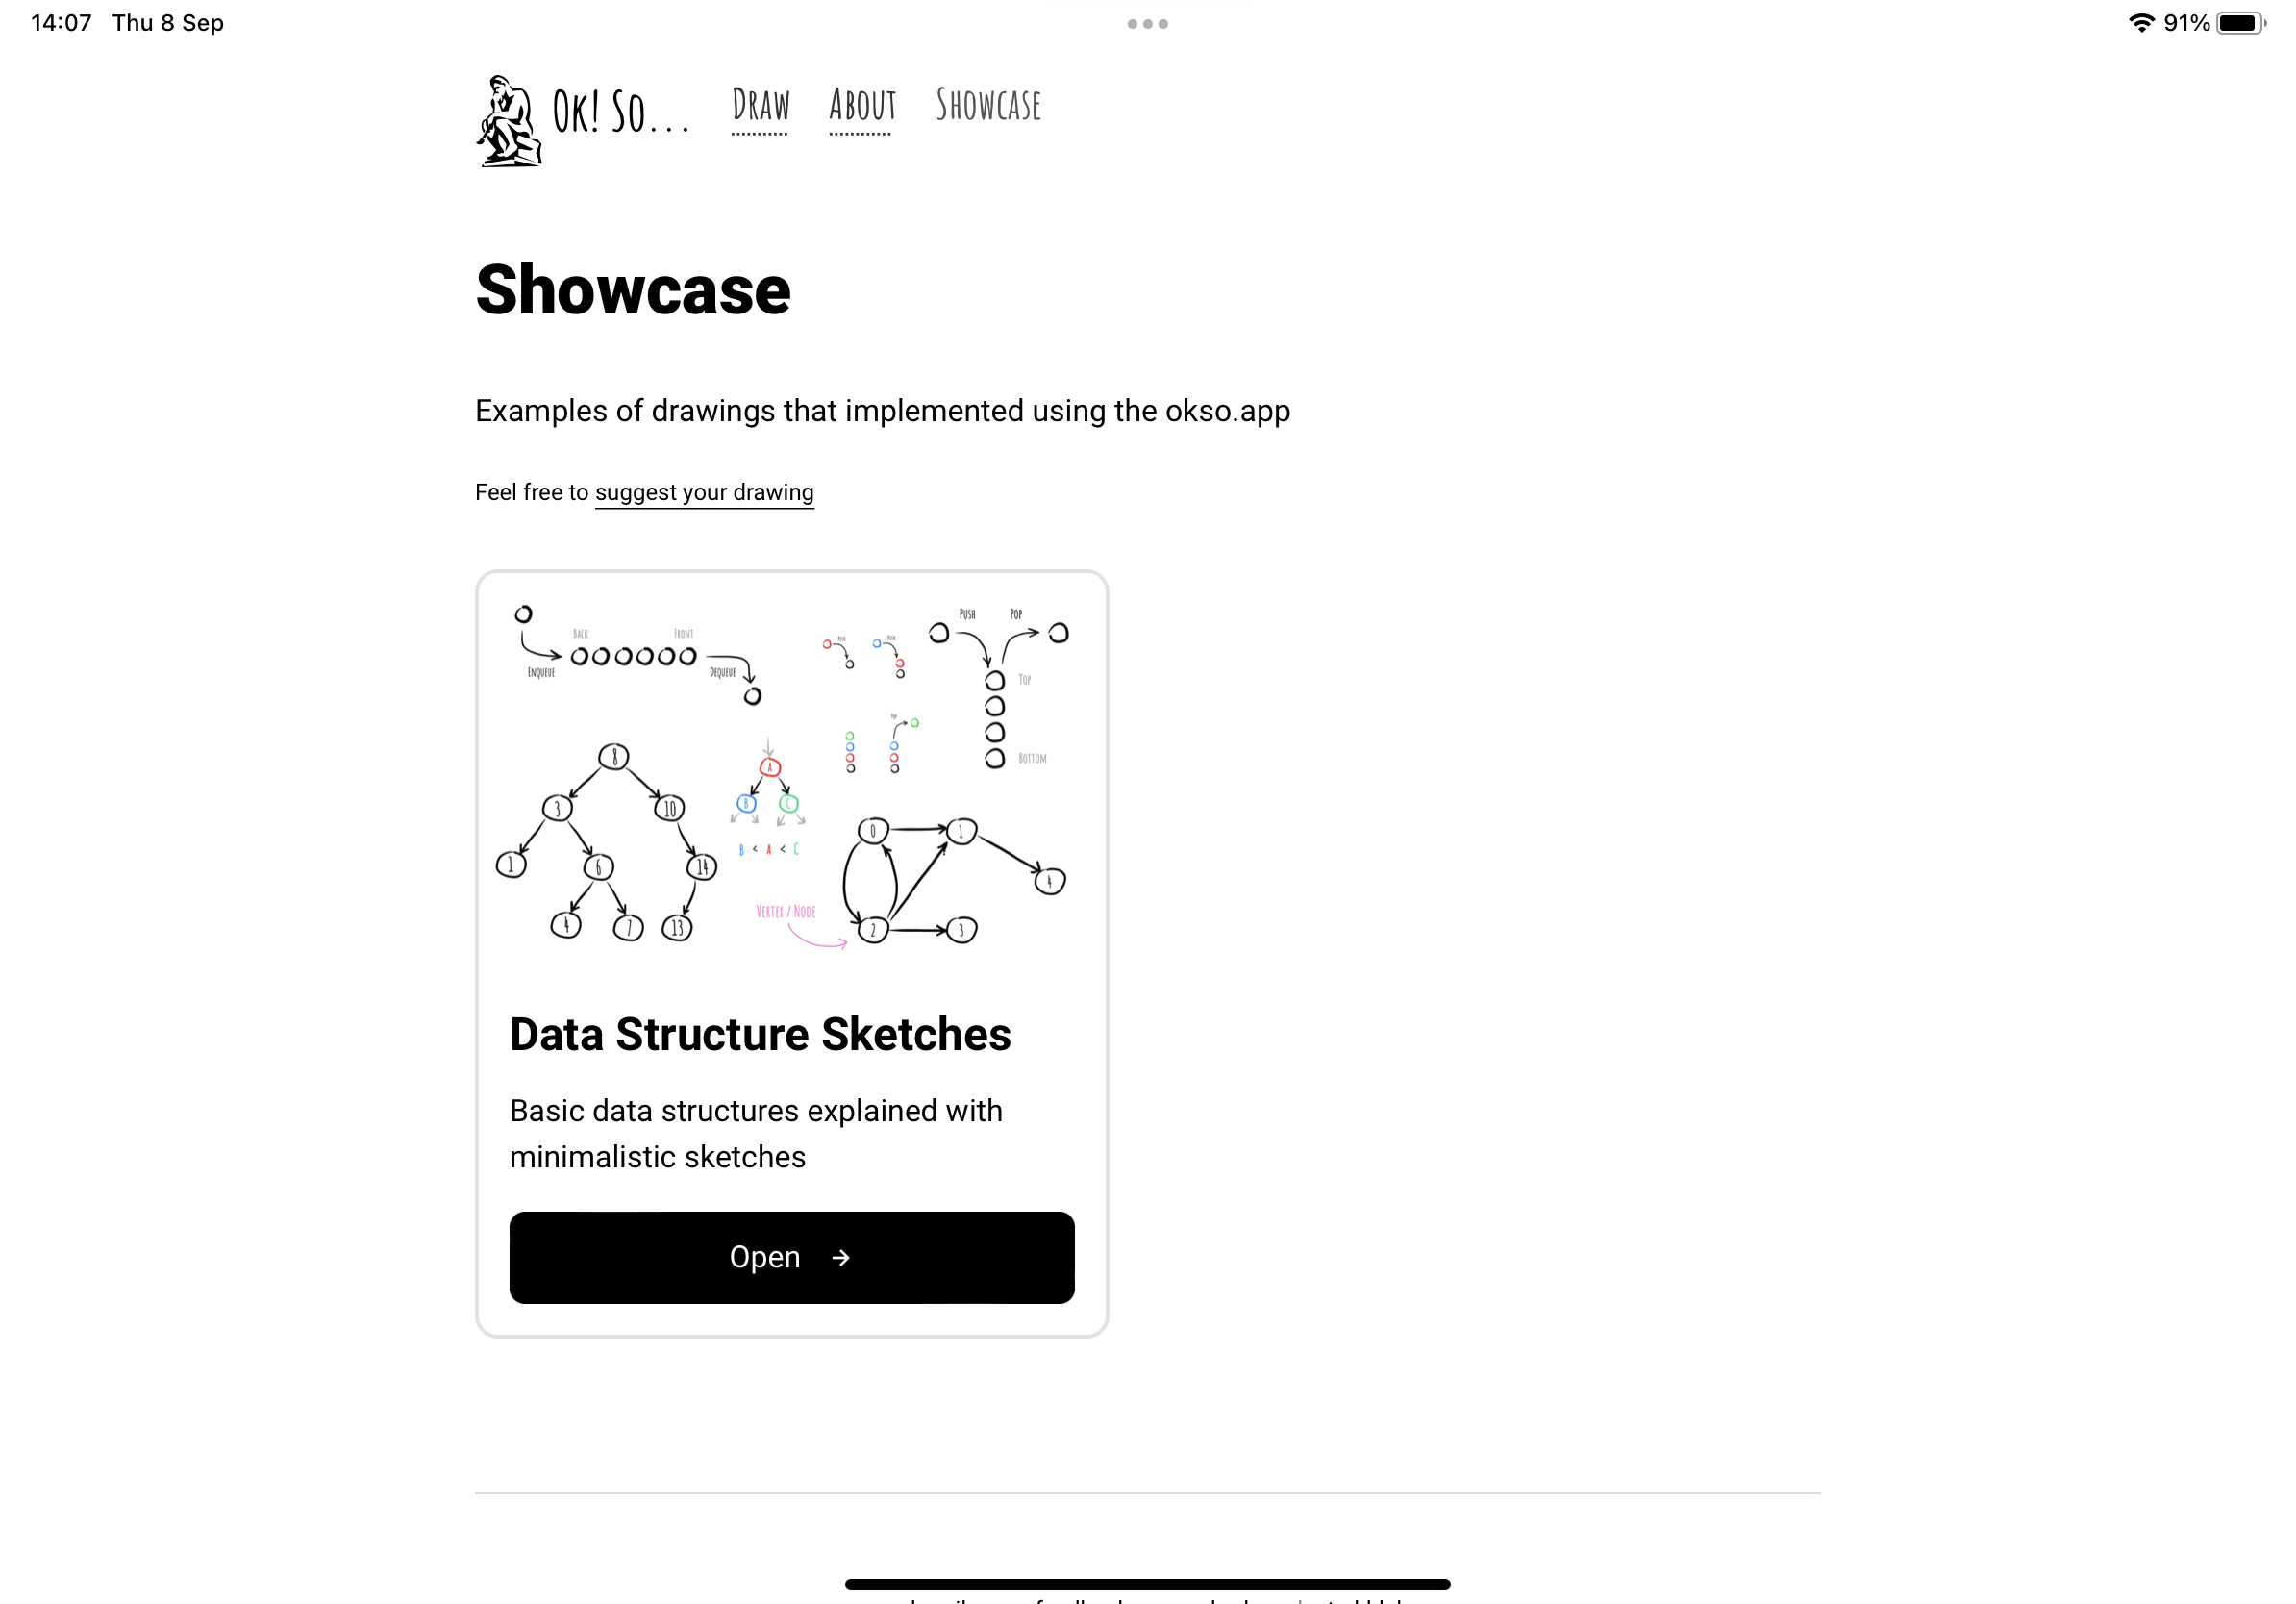 14:07 Thu 8 Sep
91%
OK! SO...
DRAW
ABOUT
SHOWCASE
Showcase
Examples of drawings that implemented using the okso.app
Feel free to suggest your drawing
BACK
FRONT
ENQUEUE
DEQUEUE
PUSH
PUSH
PUSH
POP
TOP
BOTTOM
POP
8
3
10
1
6
14
4
7
13
A
B
C
B < A < C
0
1
4
2
3
VERTEX / NODE
Data Structure Sketches
Basic data structures explained with
minimalistic sketches
Open →